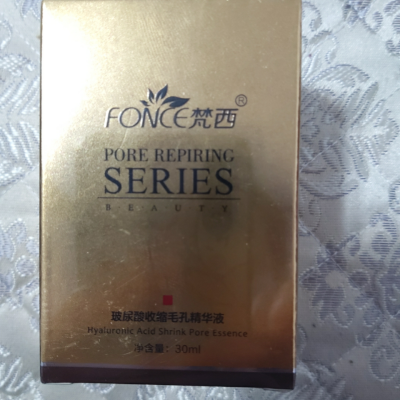 FONCE梵西®
PORE REPIRING
SERIES
B·E·A·U·T·Y
玻尿酸收缩毛孔精华液
Hyaluronic Acid Shrink Pore Essence
净含量：30ml